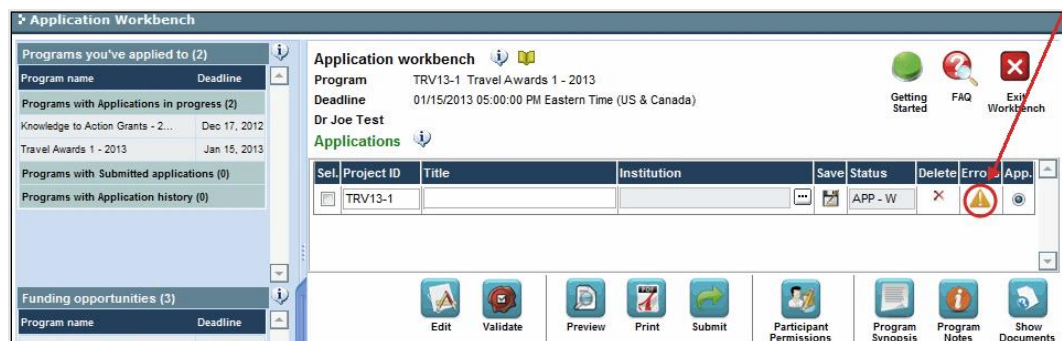 Application Workbench
Programs you've applied to (2)
Program name Deadline
Programs with Applications in progress (2)
Knowledge to Action Grants - 2... Dec 17, 2012
Travel Awards 1 - 2013 Jan 15, 2013
Programs with Submitted applications (0)
Programs with Application history (0)
Funding opportunities (3)
Program name Deadline
Application workbench
Program TRV13-1 Travel Awards 1 - 2013
Deadline 01/15/2013 05:00:00 PM Eastern Time (US & Canada)
Dr Joe Test
Applications
Getting Started
FAQ
Exit Workbench
Sel. Project ID Title Institution Save Status Delete Errors App.
TRV13-1 ... APP - W
Edit Validate Preview Print Submit Participant Permissions Program Synopsis Program Notes Show Documents